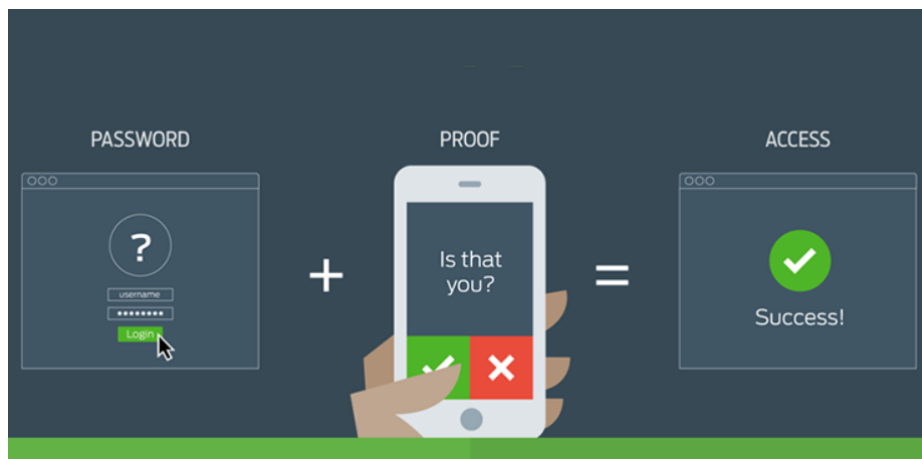 PASSWORD
PROOF
ACCESS
?
username
••••••••
Login
+
Is that
you?
=
Success!